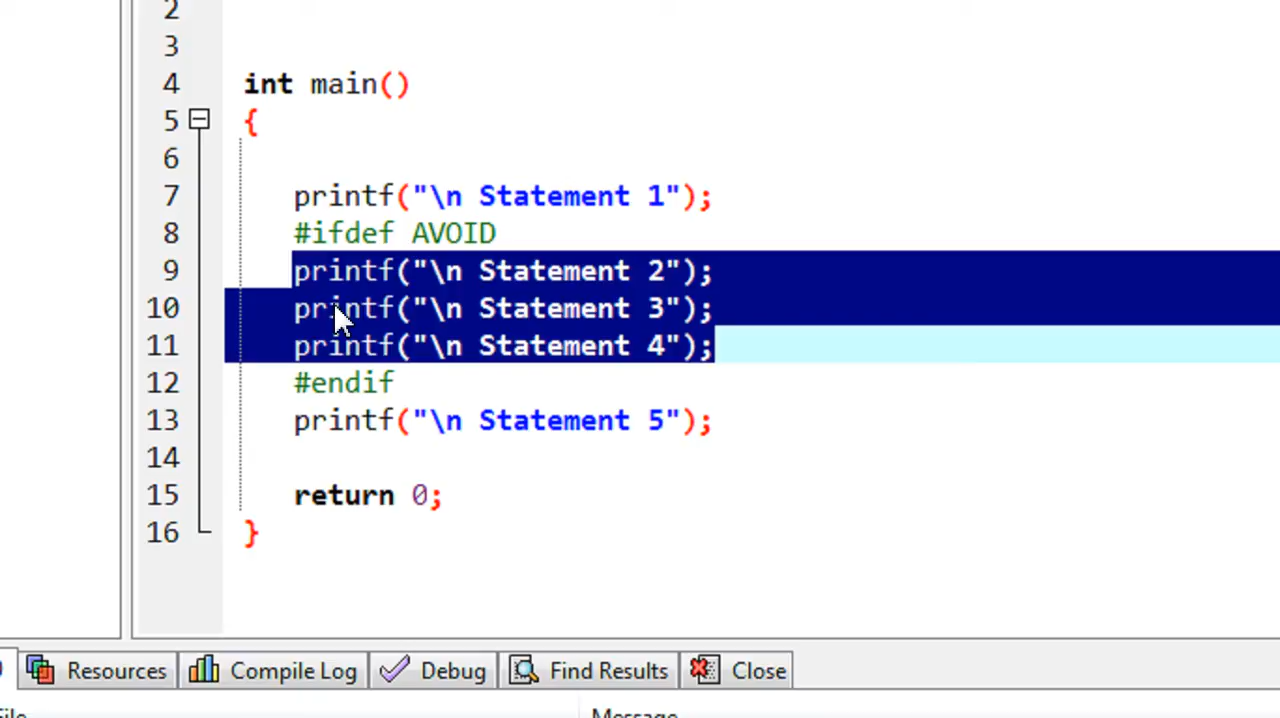 2
3
4 int main()
5 {
6
7 printf("\n Statement 1");
8 #ifdef AVOID
9 printf("\n Statement 2");
10 printf("\n Statement 3");
11 printf("\n Statement 4");
12 #endif
13 printf("\n Statement 5");
14
15 return 0;
16 }
Resources Compile Log Debug Find Results Close
File Message